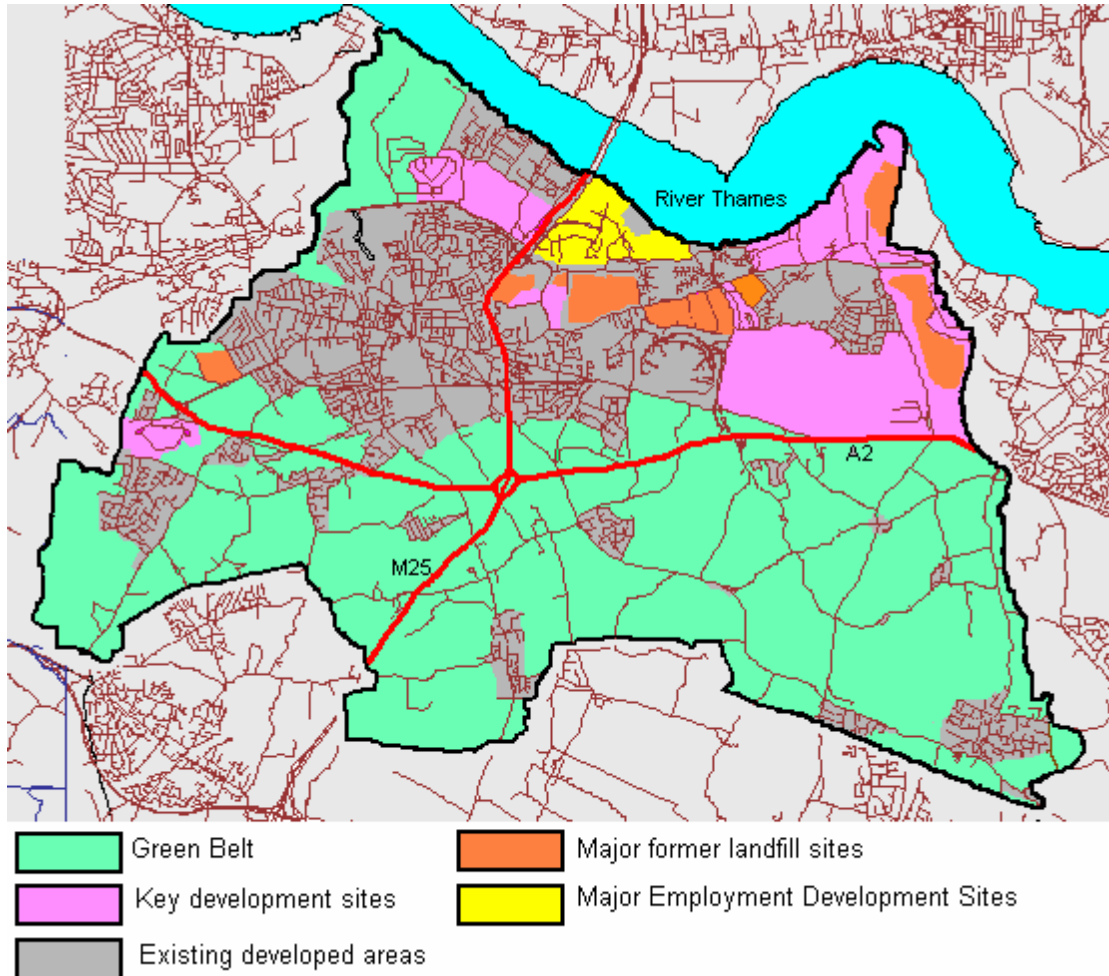 River Thames
A2
M25
Green Belt
Major former landfill sites
Key development sites
Major Employment Development Sites
Existing developed areas